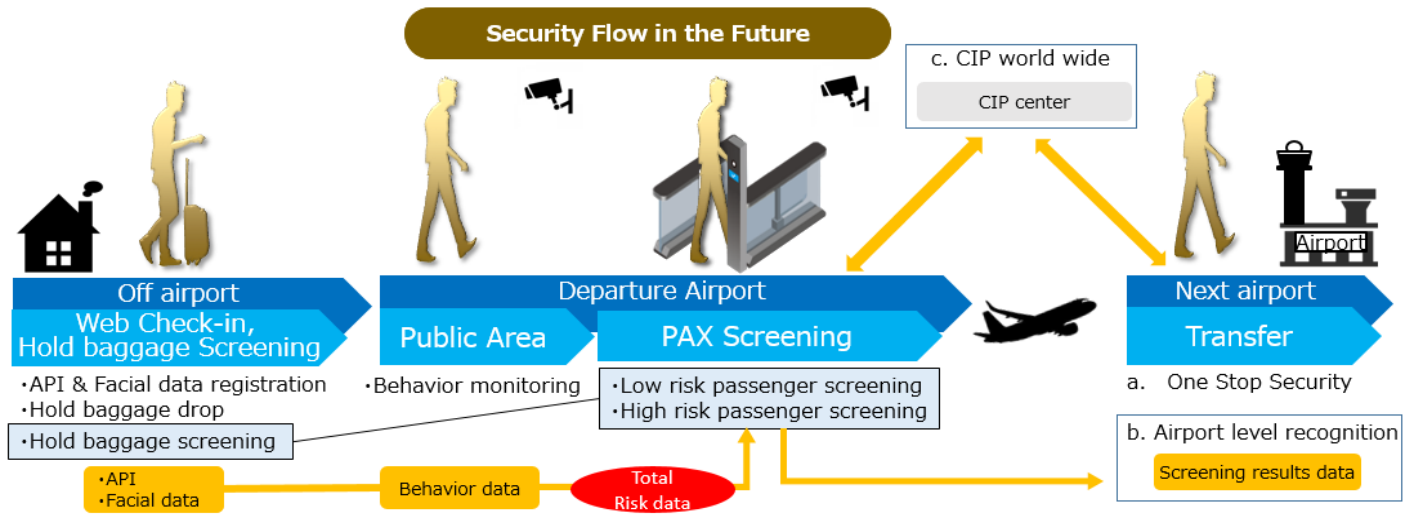 Security Flow in the Future
c. CIP world wide
CIP center
Airport
Off airport
Departure Airport
Next airport
Web Check-in,
Hold baggage Screening
Public Area
PAX Screening
Transfer
・API & Facial data registration
・Hold baggage drop
・Hold baggage screening
・Behavior monitoring
・Low risk passenger screening
・High risk passenger screening
a. One Stop Security
b. Airport level recognition
Screening results data
・API
・Facial data
Behavior data
Total
Risk data